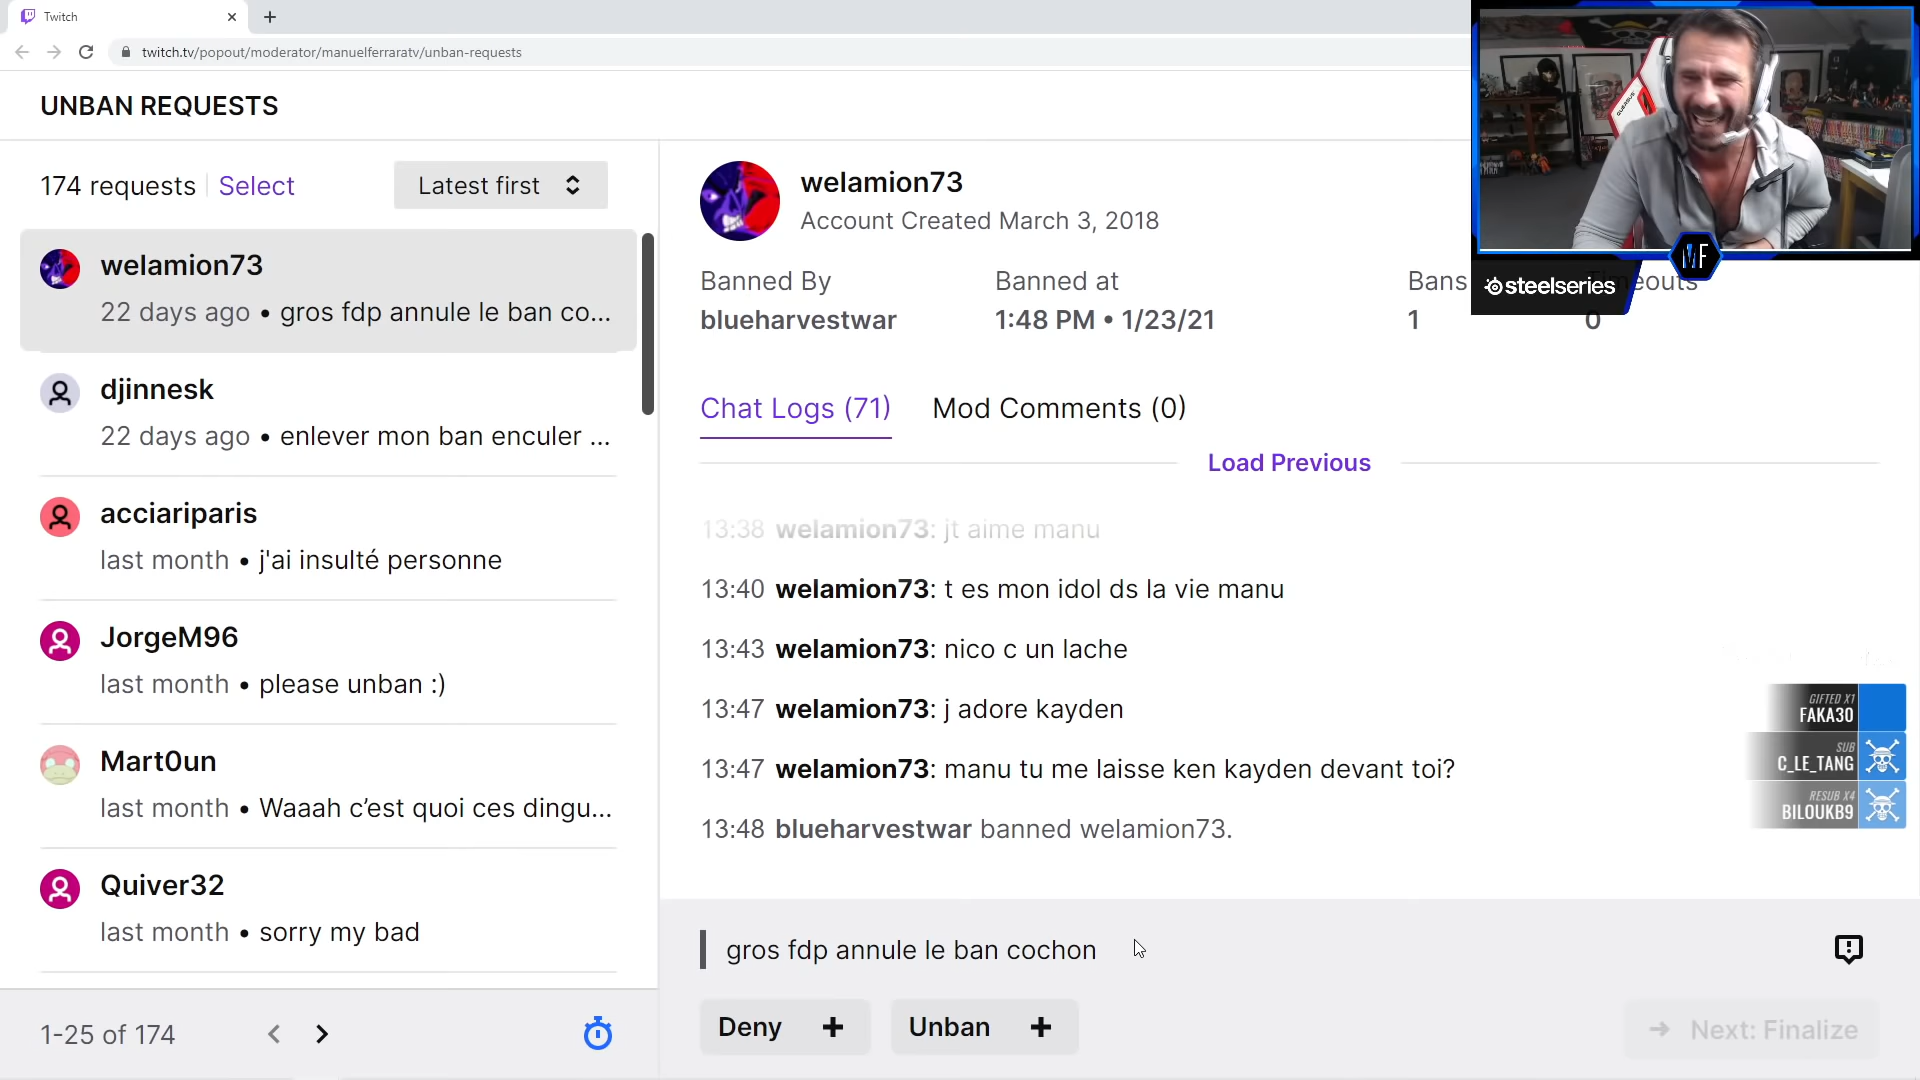 Twitch
twitch.tv/popout/moderator/manuelferraratv/unban-requests
UNBAN REQUESTS
174 requests Select
Latest first
welamion73
22 days ago • gros fdp annule le ban co...
djinnesk
22 days ago • enlever mon ban enculer ...
acciariparis
last month • j'ai insulté personne
JorgeM96
last month • please unban :)
Mart0un
last month • Waaah c’est quoi ces dingu...
Quiver32
last month • sorry my bad
1-25 of 174
welamion73
Account Created March 3, 2018
Banned By
blueharvestwar
Banned at
1:48 PM • 1/23/21
Bans
1
0
MF
steelseries
Chat Logs (71)
Mod Comments (0)
Load Previous
13:38 welamion73: jt aime manu
13:40 welamion73: t es mon idol ds la vie manu
13:43 welamion73: nico c un lache
13:47 welamion73: j adore kayden
13:47 welamion73: manu tu me laisse ken kayden devant toi?
13:48 blueharvestwar banned welamion73.
GIFTED X1
FAKA30
SUB
C_LE_TANG
RESUB X4
BILOUKB9
gros fdp annule le ban cochon
Deny
Unban
Next: Finalize